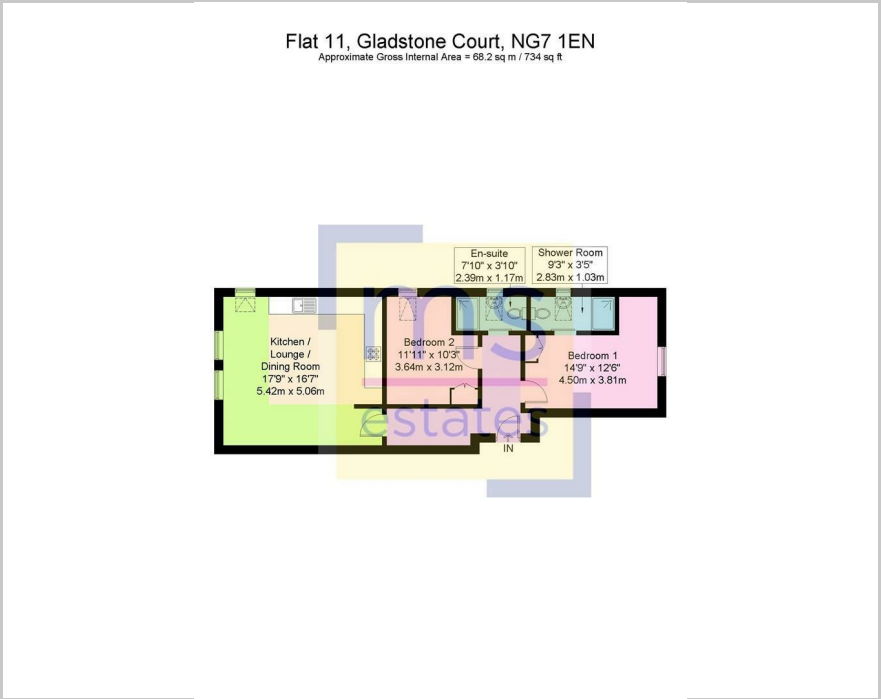 Flat 11, Gladstone Court, NG7 1EN
Approximate Gross Internal Area = 68.2 sq m / 734 sq ft
En-suite
7'10" x 3'10"
2.39m x 1.17m
Shower Room
9'3" x 3'5"
2.83m x 1.03m
Kitchen /
Lounge /
Dining Room
17'9" x 16'7"
5.42m x 5.06m
Bedroom 2
11'11" x 10'3"
3.64m x 3.12m
Bedroom 1
14'9" x 12'6"
4.50m x 3.81m
ms
estates
IN